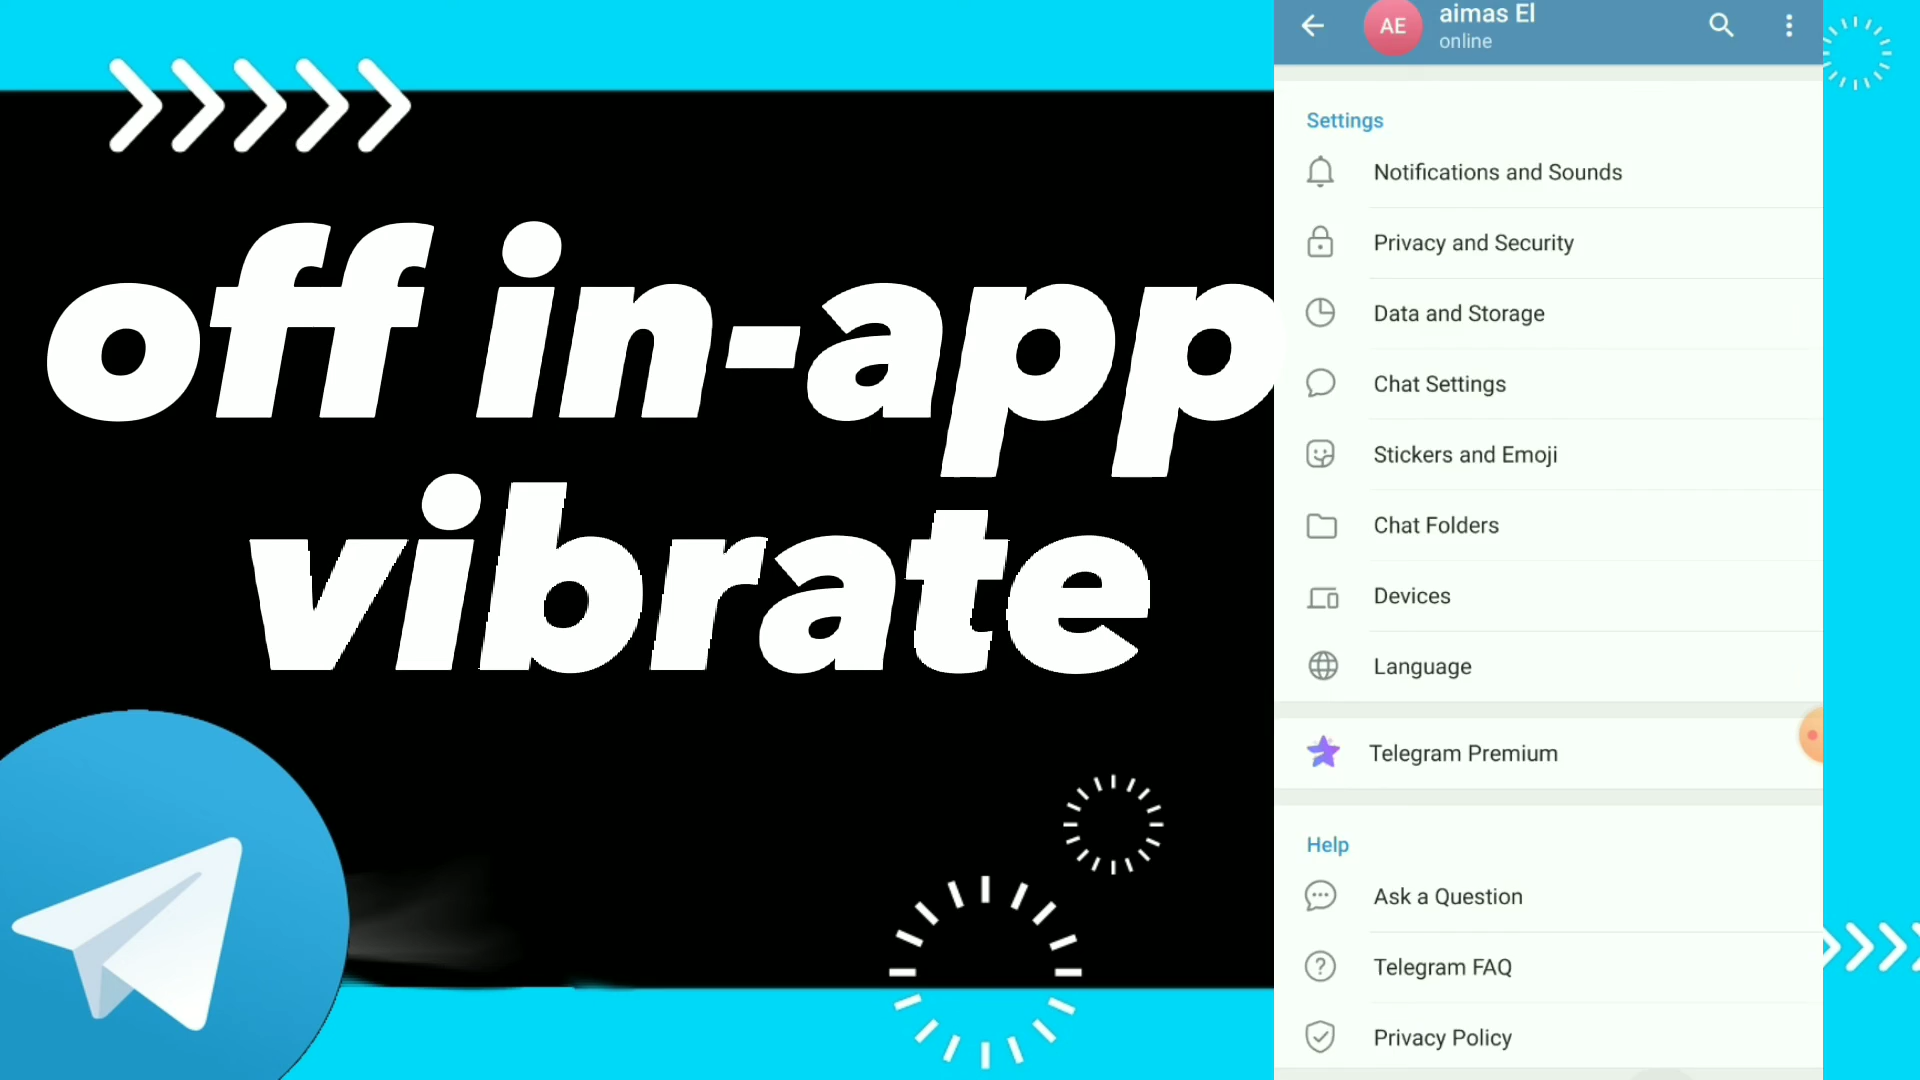 off in-app
vibrate
AE
aimas El
online
Settings
Notifications and Sounds
Privacy and Security
Data and Storage
Chat Settings
Stickers and Emoji
Chat Folders
Devices
Language
Telegram Premium
Help
Ask a Question
Telegram FAQ
Privacy Policy